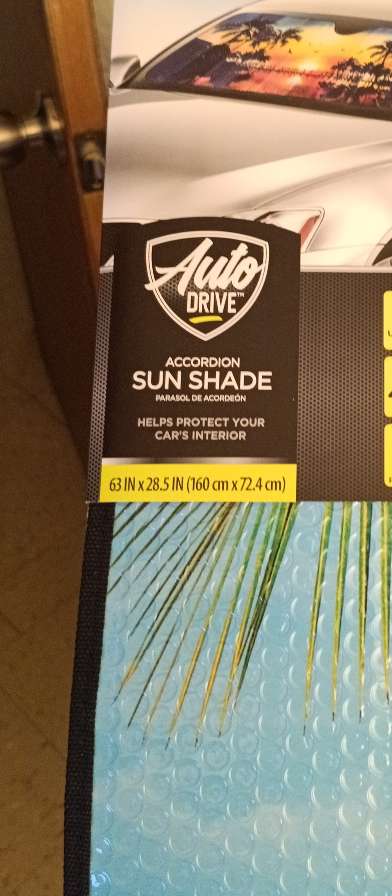 Auto
DRIVE™
ACCORDION
SUN SHADE
PARASOL DE ACORDEÓN
HELPS PROTECT YOUR
CAR'S INTERIOR
63 IN x 28.5 IN (160 cm x 72.4 cm)